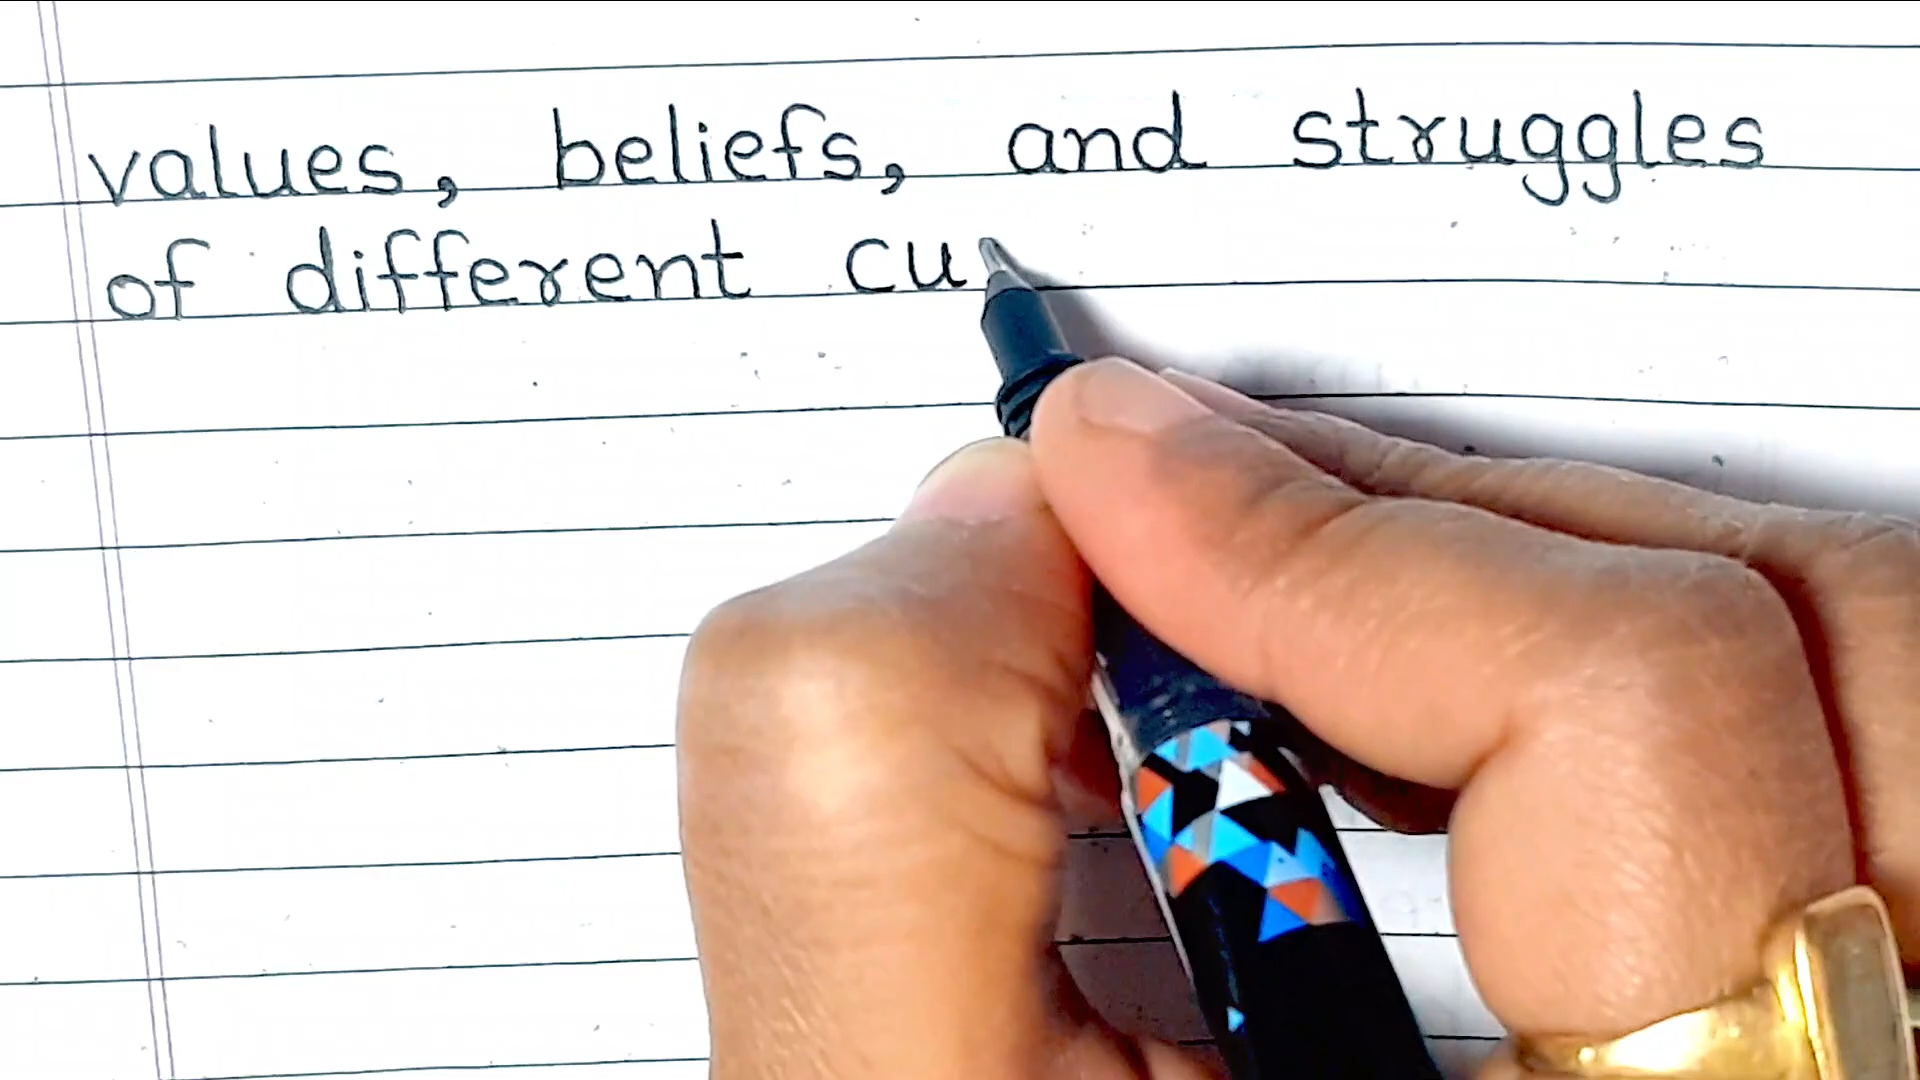 values, beliefs, and struggles
of different cu